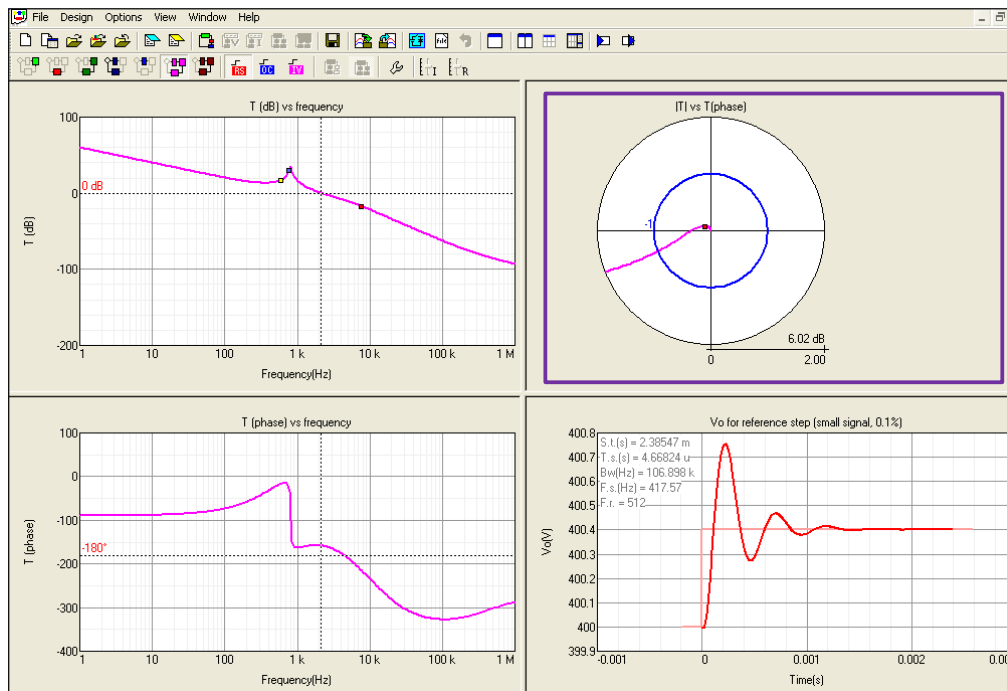 File Design Options View Window Help
RS OC IV I R
T (dB) vs frequency
100
0 dB
0
-100
-200
T (dB)
1 10 100 1 k 10 k 100 k 1 M
Frequency(Hz)
|T| vs T(phase)
-1
6.02 dB
0 2.00
T (phase) vs frequency
100
0
-100
-180°
-200
-300
-400
T (phase)
1 10 100 1 k 10 k 100 k 1 M
Frequency(Hz)
Vo for reference step (small signal, 0.1%)
400.8
400.7
400.6
400.5
400.4
400.3
400.2
400.1
400
399.9
S.t.(s) = 2.38547 m
T.s.(s) = 4.66824 u
Bw(Hz) = 106.898 k
F.s.(Hz) = 417.57
F.r. = 512
Vo(V)
-0.001 0 0.001 0.002
Time(s)